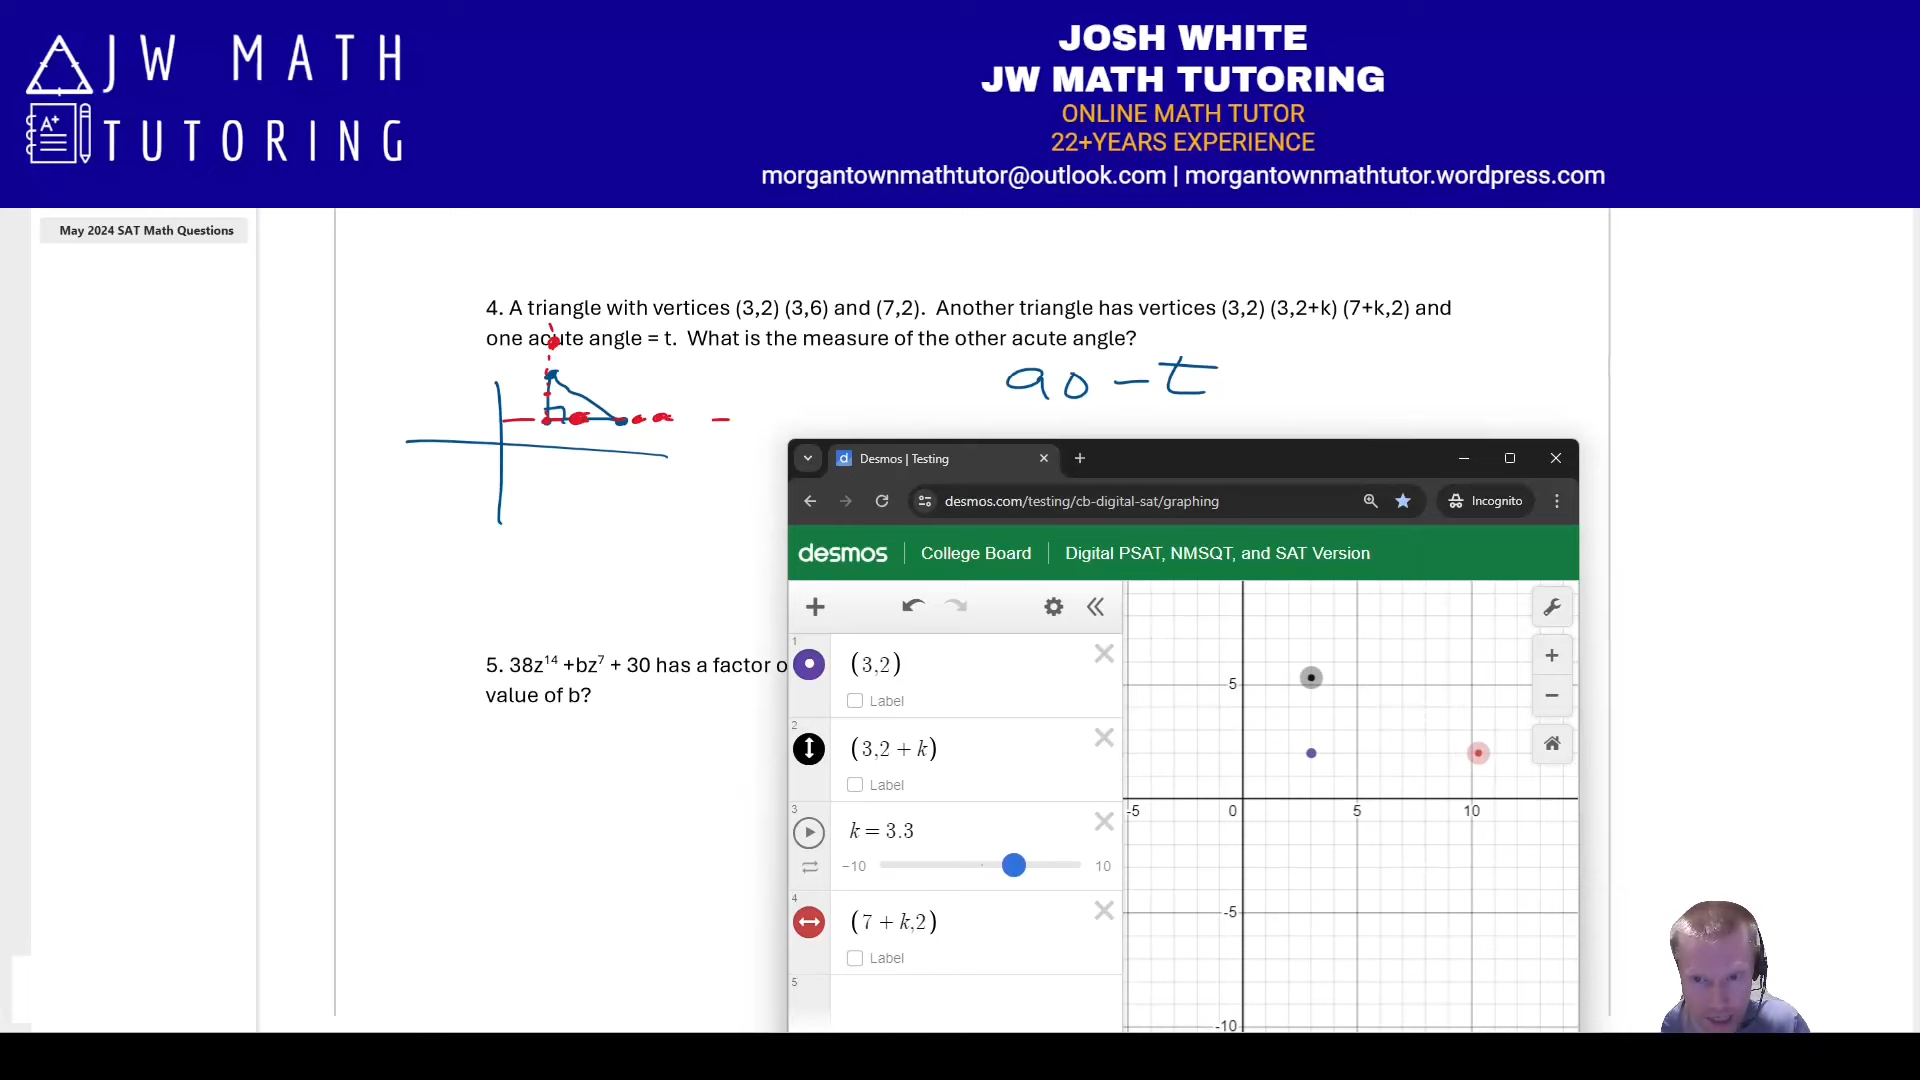 JW MATH
TUTORING
A+
JOSH WHITE
JW MATH TUTORING
ONLINE MATH TUTOR
22+YEARS EXPERIENCE
morgantownmathtutor@outlook.com | morgantownmathtutor.wordpress.com
May 2024 SAT Math Questions
4. A triangle with vertices (3,2) (3,6) and (7,2).  Another triangle has vertices (3,2) (3,2+k) (7+k,2) and
one acute angle = t.  What is the measure of the other acute angle?
90 - t
5. 38z¹⁴ +bz⁷ + 30 has a factor o
value of b?
d Desmos | Testing
desmos.com/testing/cb-digital-sat/graphing
Incognito
desmos
College Board
Digital PSAT, NMSQT, and SAT Version
1
(3,2)
Label
2
(3,2 + k)
Label
3
k = 3.3
-10
10
4
(7 + k,2)
Label
5
5
-5
0
5
10
-5
-10